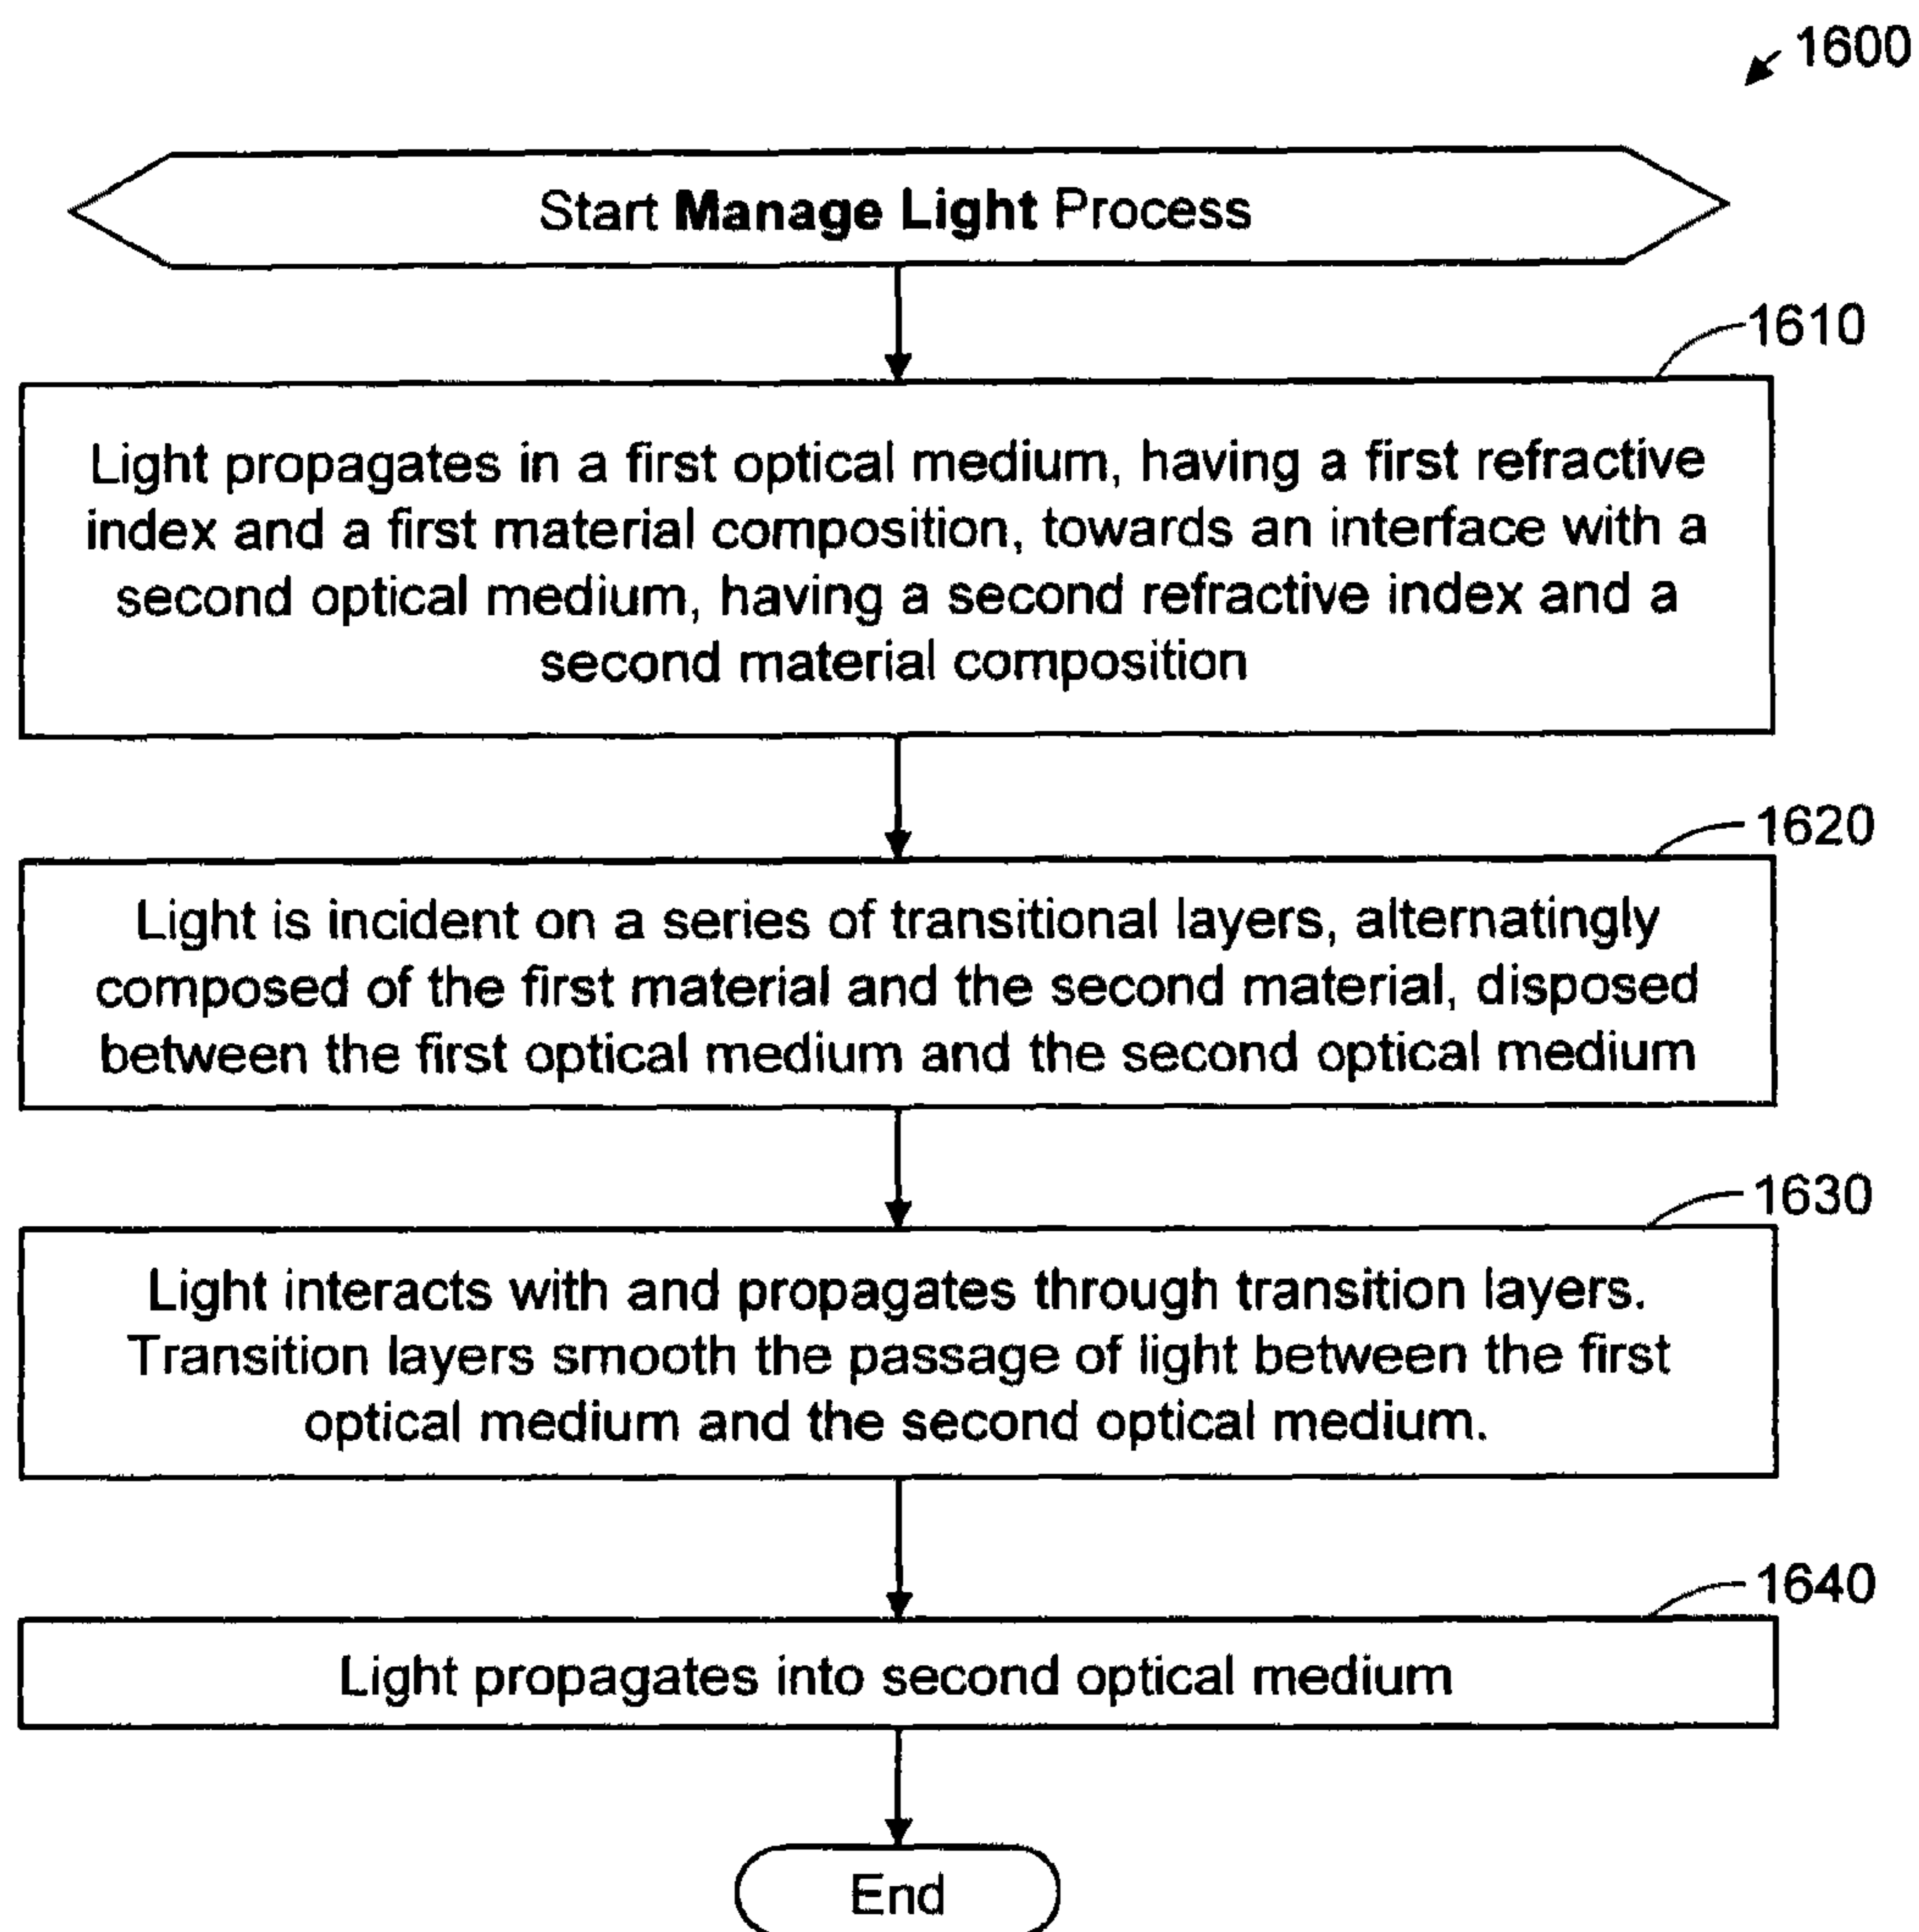 1600
Start Manage Light Process
1610
Light propagates in a first optical medium, having a first refractive
index and a first material composition, towards an interface with a
second optical medium, having a second refractive index and a
second material composition
1620
Light is incident on a series of transitional layers, alternatingly
composed of the first material and the second material, disposed
between the first optical medium and the second optical medium
1630
Light interacts with and propagates through transition layers.
Transition layers smooth the passage of light between the first
optical medium and the second optical medium.
1640
Light propagates into second optical medium
End